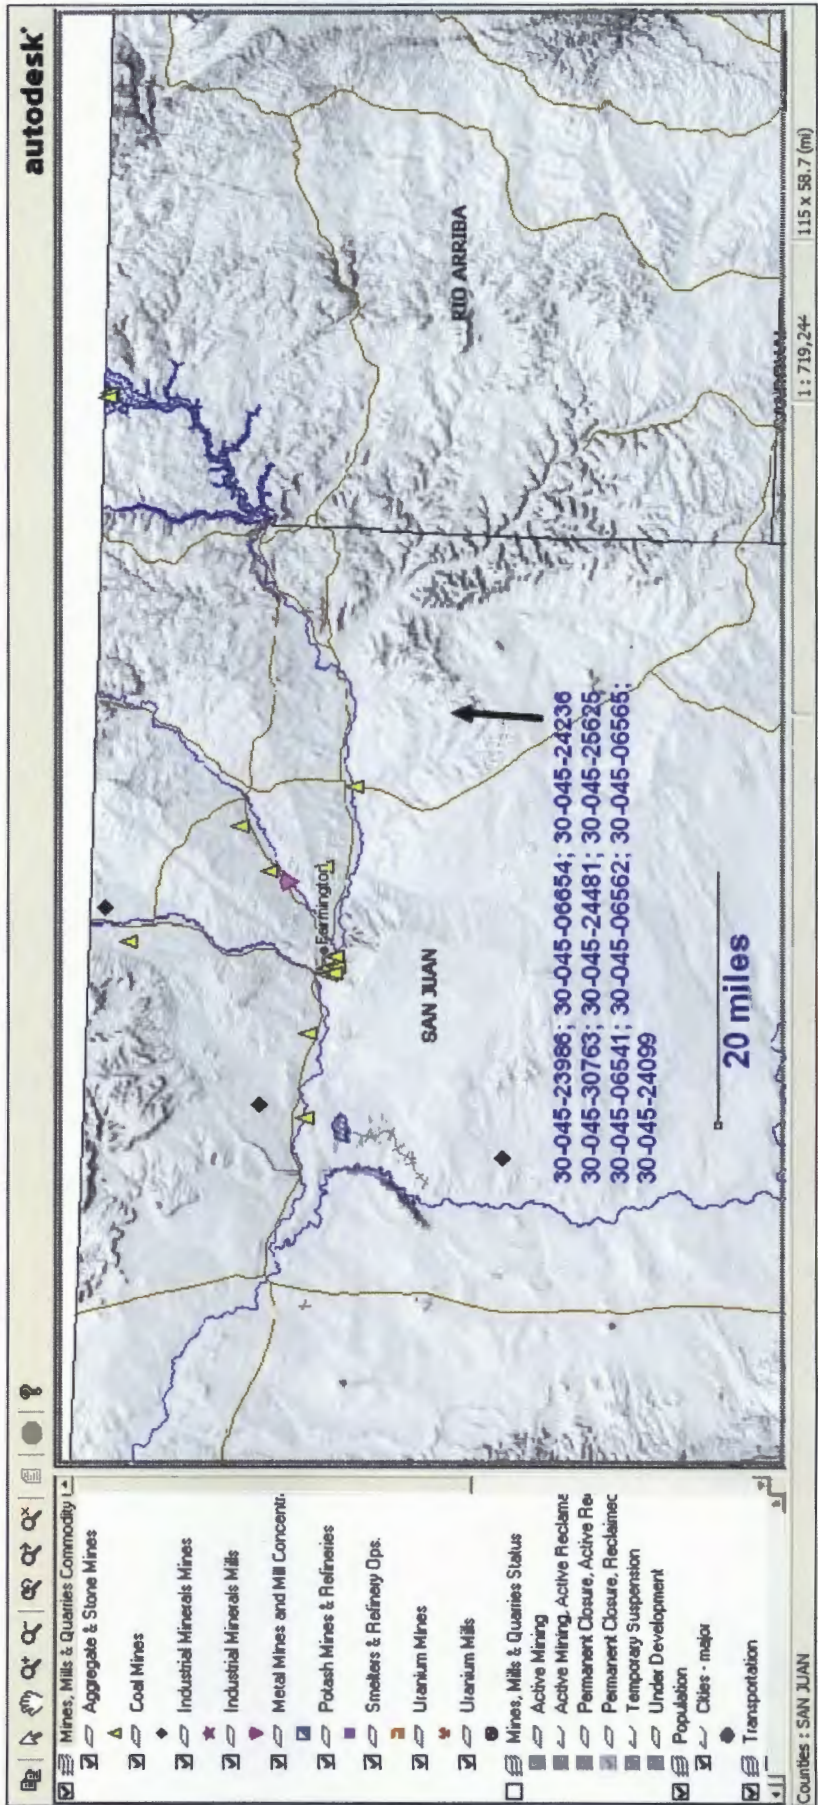 autodesk
Mines, Mills & Quarries Commodity
Aggregate & Stone Mines
Coal Mines
Industrial Minerals Mines
Industrial Minerals Mills
Metal Mines and Mill Concentr.
Potash Mines & Refineries
Smelters & Refinery Ops.
Uranium Mines
Uranium Mills
Mines, Mills & Quarries Status
Active Mining
Active Mining, Active Reclama
Permanent Closure, Active Re
Permanent Closure, Reclaimed
Temporary Suspension
Under Development
Population
Cities - major
Transportation
Farmington
SAN JUAN
RIO ARRIBA
30-045-23986; 30-045-06654; 30-045-24236
30-045-30763; 30-045-24481; 30-045-25625
30-045-06541; 30-045-06562; 30-045-06565;
30-045-24099
20 miles
Counties : SAN JUAN
1 : 719,244
115 x 58.7 (mi)